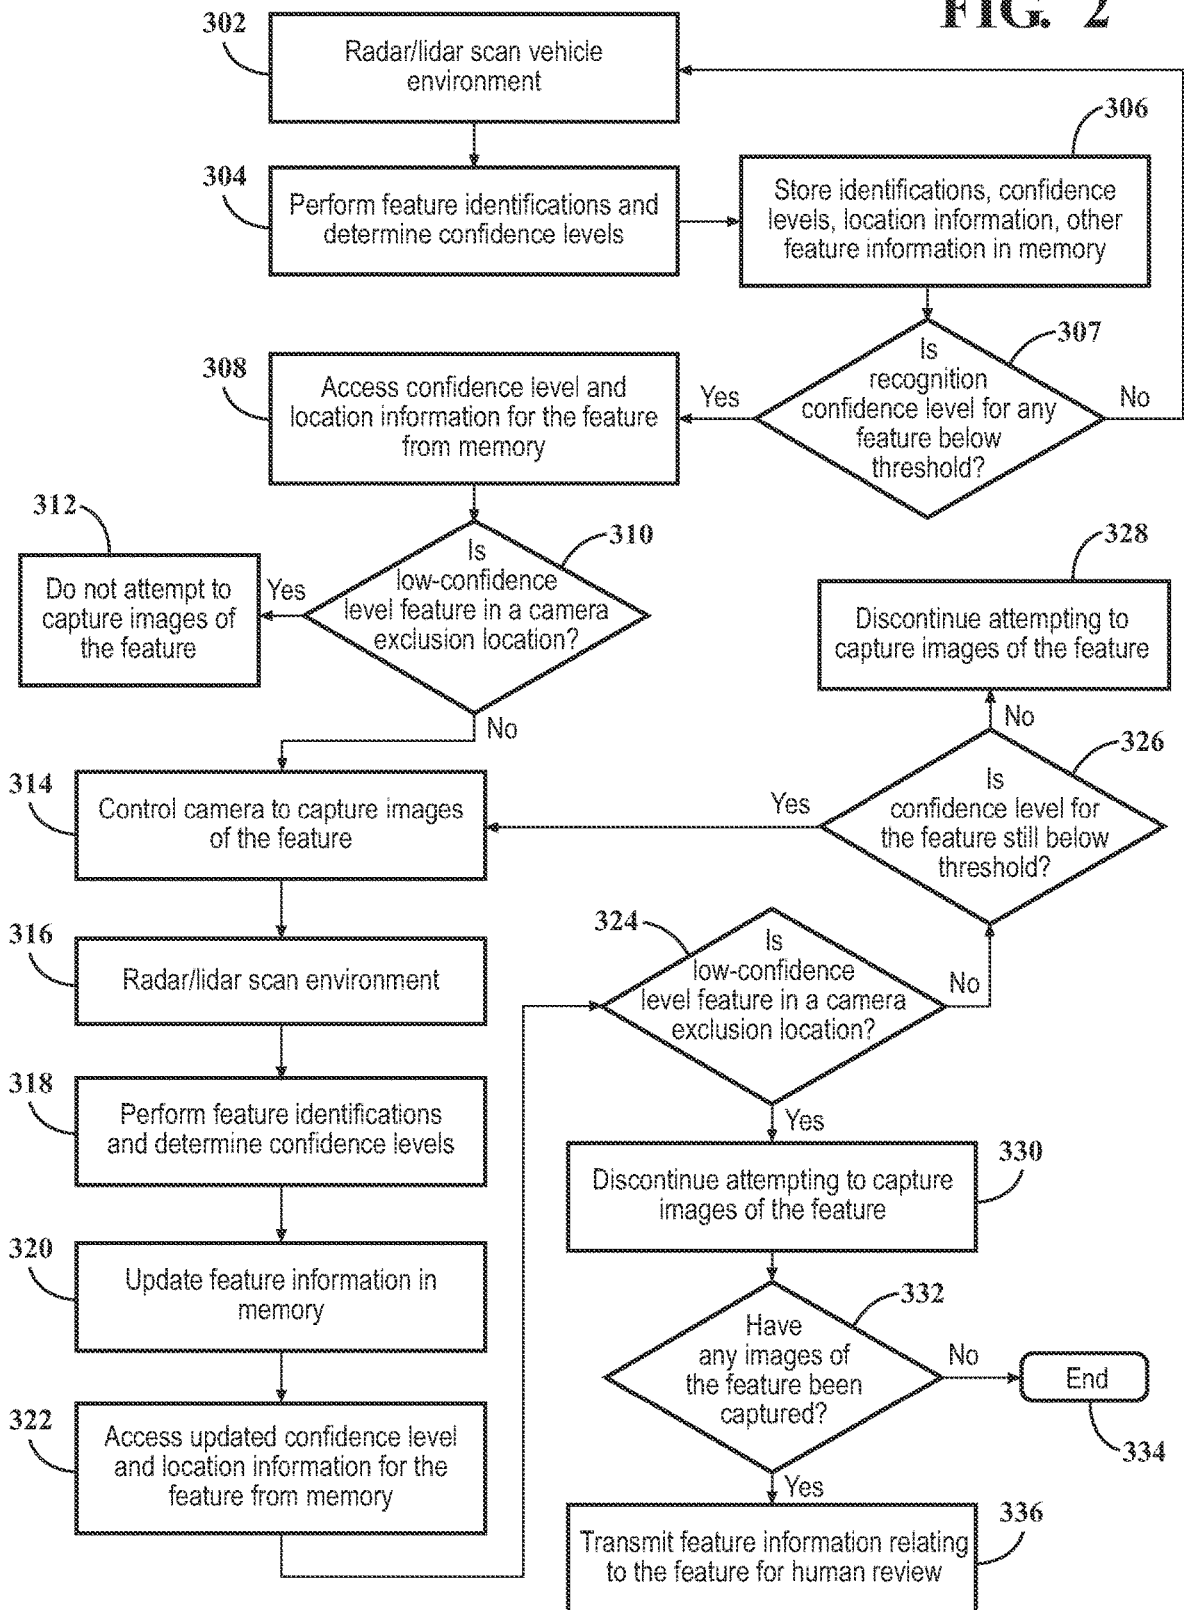 FIG. 2
302
Radar/lidar scan vehicle
environment
304
Perform feature identifications and
determine confidence levels
306
Store identifications, confidence
levels, location information, other
feature information in memory
307
Is
recognition
confidence level for any
feature below
threshold?
Yes
No
308
Access confidence level and
location information for the feature
from memory
310
Is
low-confidence
level feature in a camera
exclusion location?
Yes
No
312
Do not attempt to
capture images of
the feature
314
Control camera to capture images
of the feature
316
Radar/lidar scan environment
318
Perform feature identifications
and determine confidence levels
320
Update feature information in
memory
322
Access updated confidence level
and location information for the
feature from memory
324
Is
low-confidence
level feature in a camera
exclusion location?
No
Yes
326
Is
confidence level for
the feature still below
threshold?
Yes
No
328
Discontinue attempting to
capture images of the feature
330
Discontinue attempting to capture
images of the feature
332
Have
any images of
the feature been
captured?
No
Yes
End
334
336
Transmit feature information relating
to the feature for human review